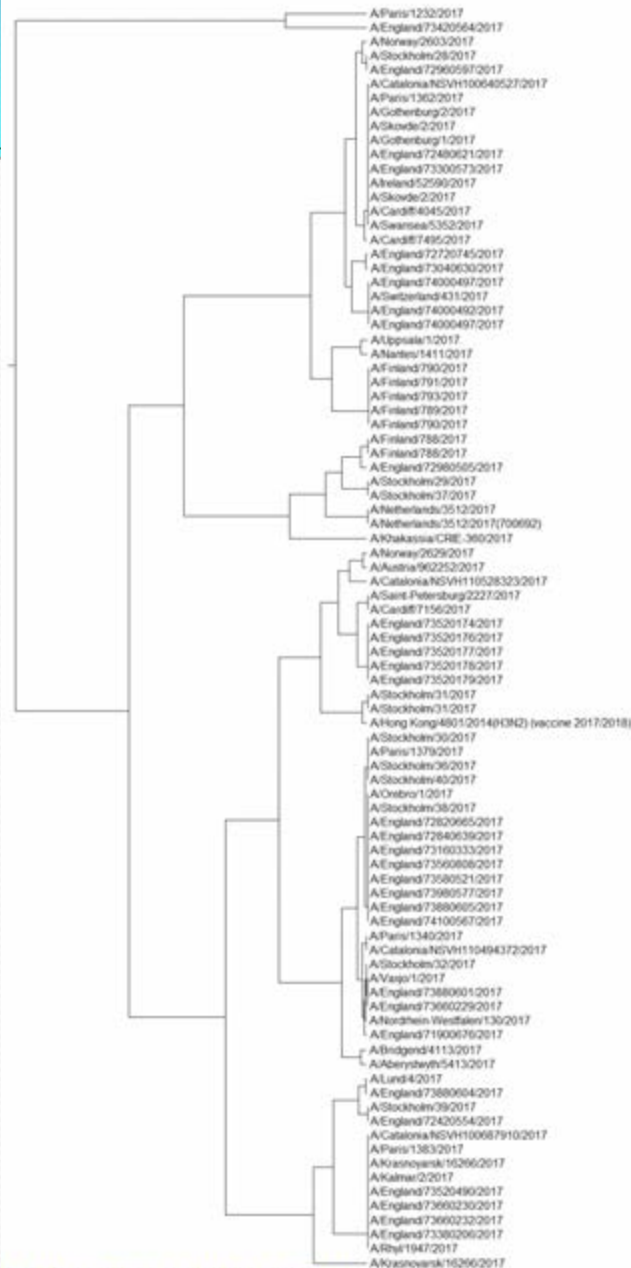 A/Paris/1232/2017
A/England/73420564/2017
A/Norway/2603/2017
A/Stockholm/28/2017
A/England/72960597/2017
A/Catalonia/NSVH100640527/2017
A/Paris/1362/2017
A/Gothenburg/2/2017
A/Skovde/2/2017
A/Gothenburg/1/2017
A/England/72480621/2017
A/England/73300573/2017
A/Ireland/52590/2017
A/Skovde/2/2017
A/Cardiff/4045/2017
A/Swansea/5352/2017
A/Cardiff/7495/2017
A/England/72720745/2017
A/England/73040630/2017
A/England/74000497/2017
A/Switzerland/431/2017
A/England/74000492/2017
A/England/74000497/2017
A/Uppsala/1/2017
A/Nantes/1411/2017
A/Finland/790/2017
A/Finland/791/2017
A/Finland/793/2017
A/Finland/789/2017
A/Finland/790/2017
A/Finland/788/2017
A/Finland/788/2017
A/England/72980505/2017
A/Stockholm/29/2017
A/Stockholm/37/2017
A/Netherlands/3512/2017
A/Netherlands/3512/2017(700692)
A/Khakassia/CRIE-360/2017
A/Norway/2629/2017
A/Austria/962252/2017
A/Catalonia/NSVH110528323/2017
A/Saint-Petersburg/2227/2017
A/Cardiff/7156/2017
A/England/73520174/2017
A/England/73520176/2017
A/England/73520177/2017
A/England/73520178/2017
A/England/73520179/2017
A/Stockholm/31/2017
A/Stockholm/31/2017
A/Hong Kong/4801/2014(H3N2) (vaccine 2017/2018)
A/Stockholm/30/2017
A/Paris/1379/2017
A/Stockholm/36/2017
A/Stockholm/40/2017
A/Orebro/1/2017
A/Stockholm/38/2017
A/England/72820665/2017
A/England/72840639/2017
A/England/73160333/2017
A/England/73560808/2017
A/England/73580521/2017
A/England/73980577/2017
A/England/73880605/2017
A/England/74100567/2017
A/Paris/1340/2017
A/Catalonia/NSVH110494372/2017
A/Stockholm/32/2017
A/Vaxjo/1/2017
A/England/73880601/2017
A/England/73660229/2017
A/Nordrhein-Westfalen/130/2017
A/England/71900676/2017
A/Bridgend/4113/2017
A/Aberystwyth/5413/2017
A/Lund/4/2017
A/England/73880604/2017
A/Stockholm/39/2017
A/England/72420554/2017
A/Catalonia/NSVH100687910/2017
A/Paris/1383/2017
A/Krasnoyarsk/16266/2017
A/Kalmar/2/2017
A/England/73520490/2017
A/England/73660230/2017
A/England/73660232/2017
A/England/73380206/2017
A/Rhyl/1947/2017
A/Krasnoyarsk/16266/2017